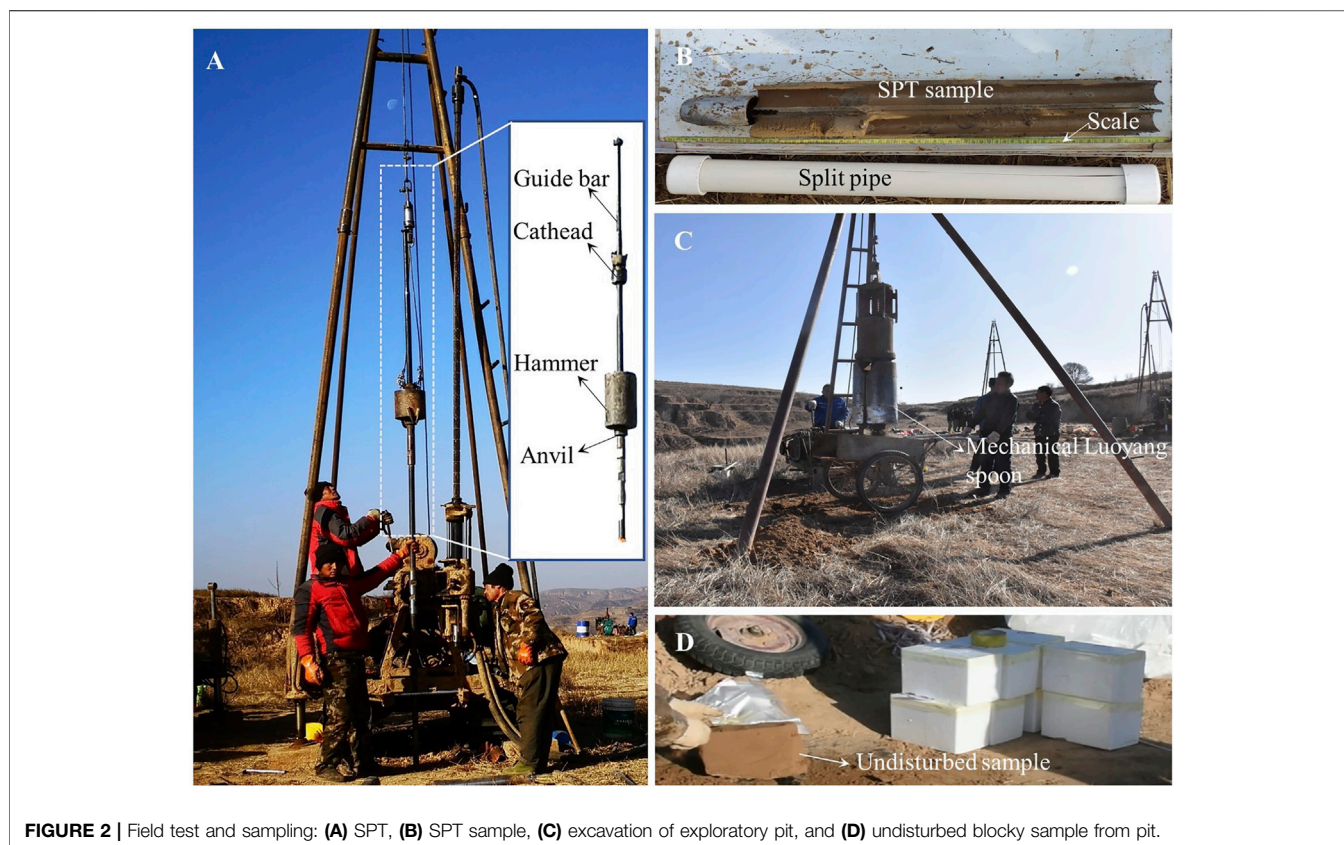 A
Guide bar
Cathead
Hammer
Anvil
B
SPT sample
Scale
Split pipe
C
Mechanical Luoyang
spoon
D
Undisturbed sample
FIGURE 2 | Field test and sampling: (A) SPT, (B) SPT sample, (C) excavation of exploratory pit, and (D) undisturbed blocky sample from pit.